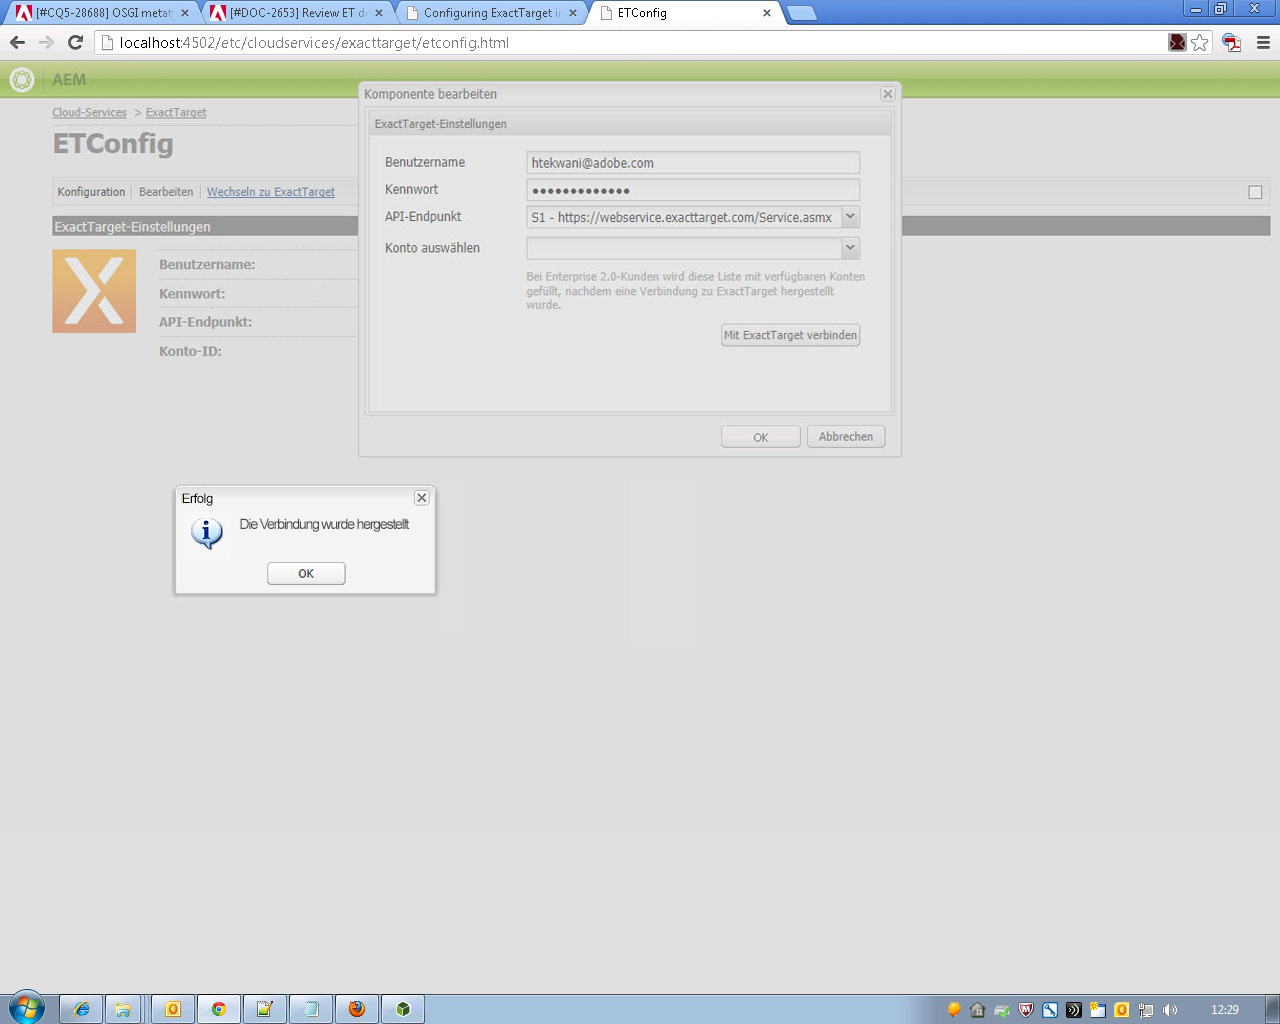 [#CQ5-28688] OSGI metat
[#DOC-2653] Review ET d
Configuring ExactTarget i
ETConfig
localhost:4502/etc/cloudservices/exacttarget/etconfig.html
AEM
Cloud-Services > ExactTarget
ETConfig
Konfiguration Bearbeiten Wechseln zu ExactTarget
ExactTarget-Einstellungen
Benutzername:
Kennwort:
API-Endpunkt:
Konto-ID:
Komponente bearbeiten
ExactTarget-Einstellungen
Benutzername htekwani@adobe.com
Kennwort •••••••••••••
API-Endpunkt S1 - https://webservice.exacttarget.com/Service.asmx
Konto auswählen
Bei Enterprise 2.0-Kunden wird diese Liste mit verfügbaren Konten
gefüllt, nachdem eine Verbindung zu ExactTarget hergestellt
wurde.
Mit ExactTarget verbinden
OK Abbrechen
Erfolg
Die Verbindung wurde hergestellt
OK
12:29